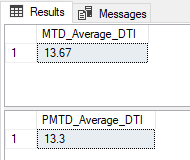 Results Messages
MTD_Average_DTI
1 13.67
PMTD_Average_DTI
1 13.3